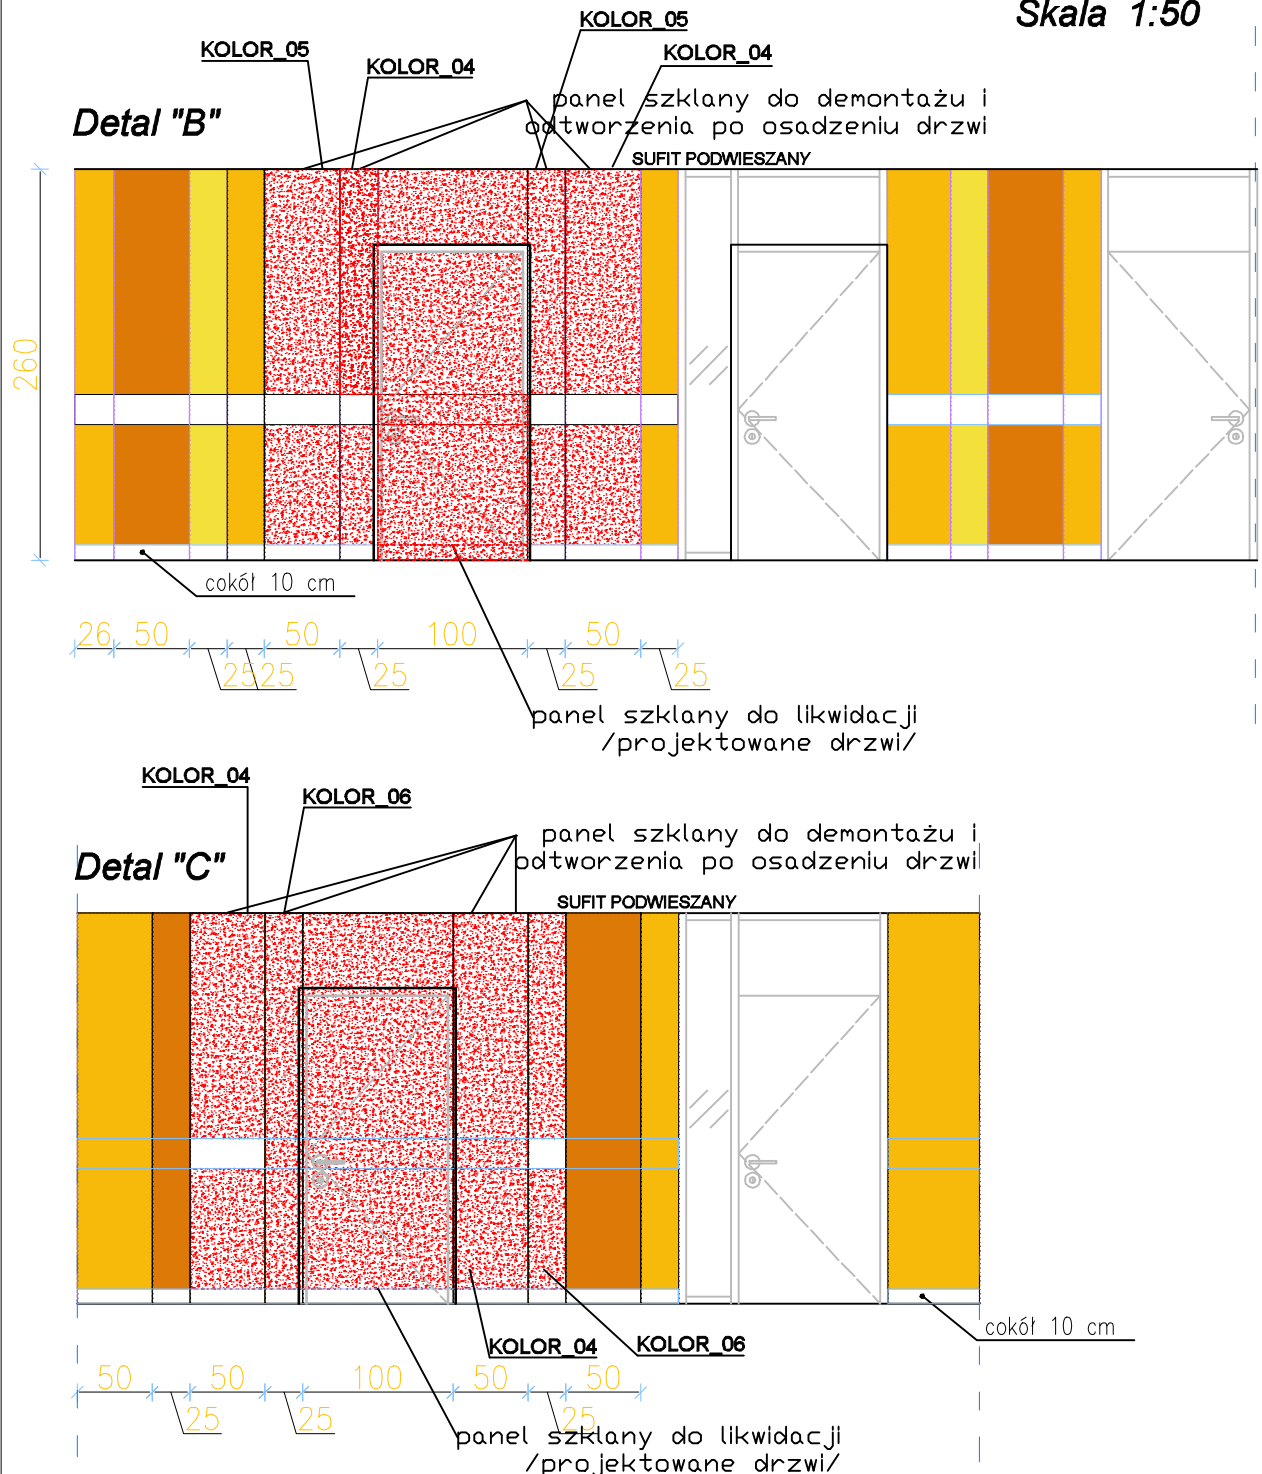 Skala 1:50
KOLOR_05
KOLOR_05
KOLOR_04
KOLOR_04
Detal "B"
panel szklany do demontażu i
odtworzenia po osadzeniu drzwi
SUFIT PODWIESZANY
260
cokół 10 cm
26 50 50 100 50
25 25 25 25 25
panel szklany do likwidacji
/projektowane drzwi/
KOLOR_04
KOLOR_06
Detal "C"
panel szklany do demontażu i
odtworzenia po osadzeniu drzwi
SUFIT PODWIESZANY
cokół 10 cm
KOLOR_04
KOLOR_06
50 50 100 50 50
25 25 25
panel szklany do likwidacji
/projektowane drzwi/